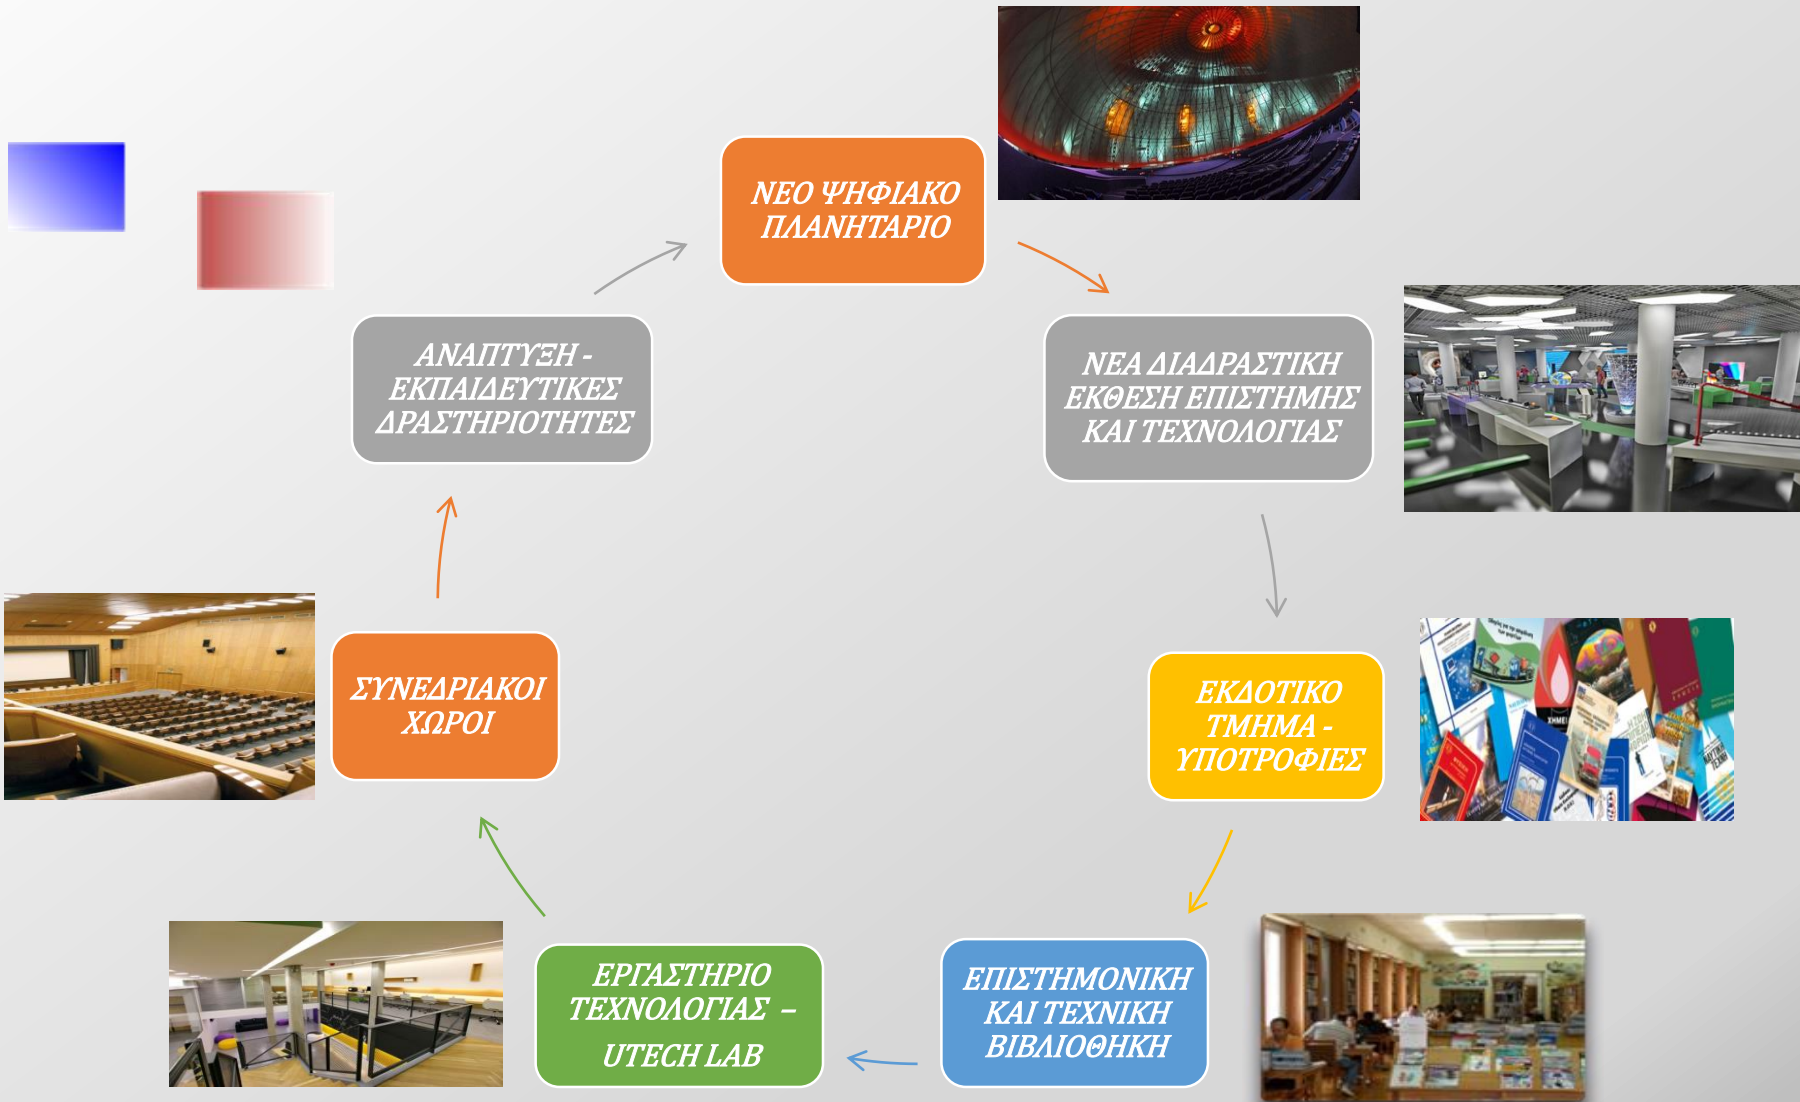 ΝΕΟ ΨΗΦΙΑΚΟ
ΠΛΑΝΗΤΑΡΙΟ
ΝΕΑ ΔΙΑΔΡΑΣΤΙΚΗ
ΕΚΘΕΣΗ ΕΠΙΣΤΗΜΗΣ
ΚΑΙ ΤΕΧΝΟΛΟΓΙΑΣ
ΕΚΔΟΤΙΚΟ
ΤΜΗΜΑ -
ΥΠΟΤΡΟΦΙΕΣ
ΕΠΙΣΤΗΜΟΝΙΚΗ
ΚΑΙ ΤΕΧΝΙΚΗ
ΒΙΒΛΙΟΘΗΚΗ
ΕΡΓΑΣΤΗΡΙΟ
ΤΕΧΝΟΛΟΓΙΑΣ –
UTECH LAB
ΣΥΝΕΔΡΙΑΚΟΙ
ΧΩΡΟΙ
ΑΝΑΠΤΥΞΗ -
ΕΚΠΑΙΔΕΥΤΙΚΕΣ
ΔΡΑΣΤΗΡΙΟΤΗΤΕΣ